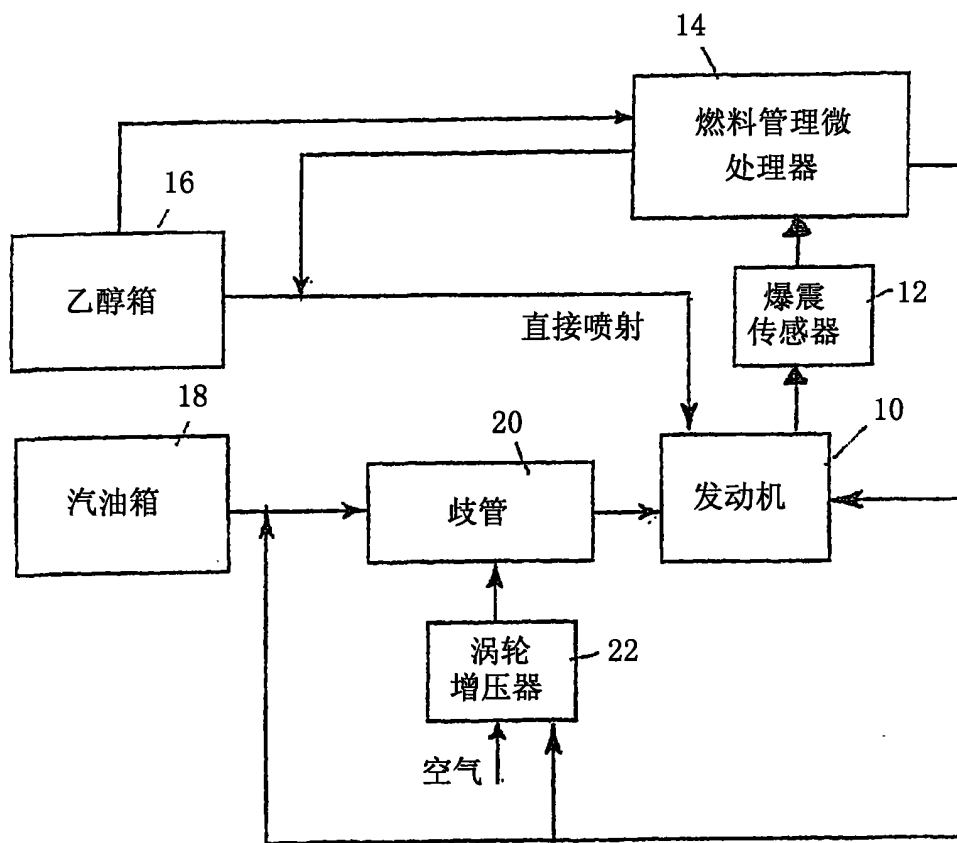 14
燃料管理微
处理器
16
乙醇箱
12
爆震
传感器
直接喷射
18
汽油箱
20
歧管
10
发动机
22
涡轮
增压器
空气